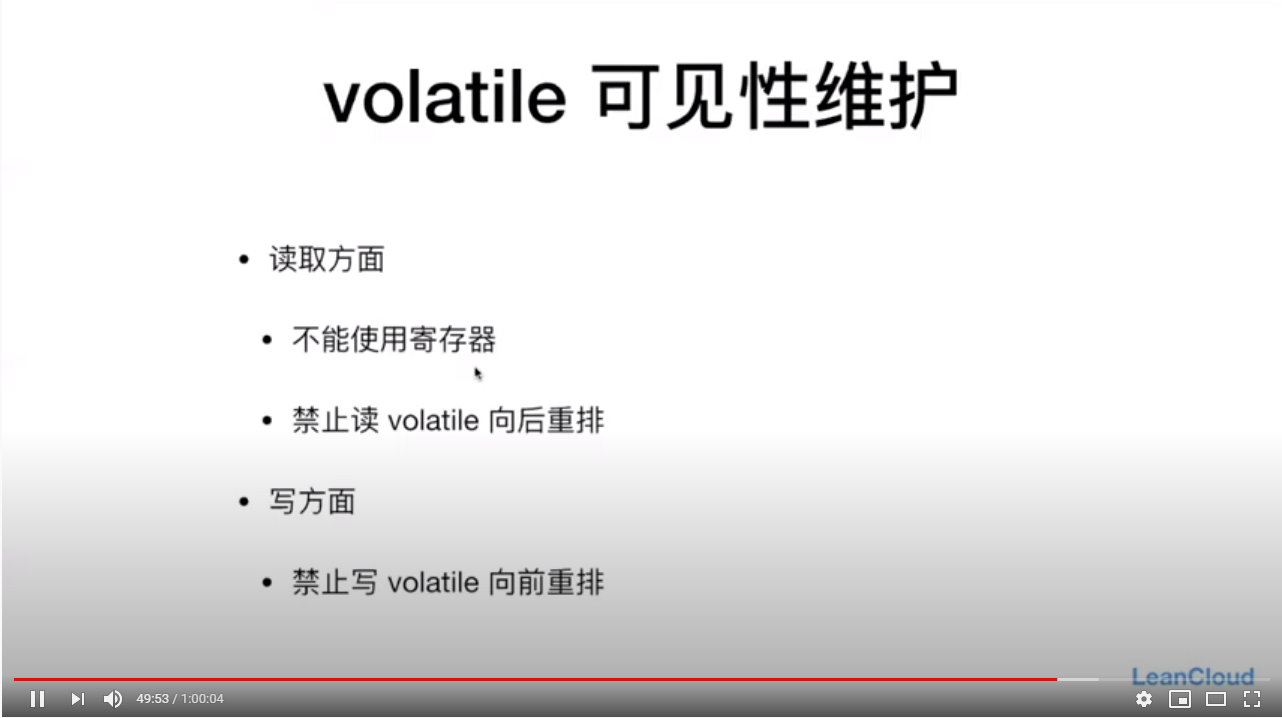 volatile 可见性维护
• 读取方面
• 不能使用寄存器
• 禁止读 volatile 向后重排
• 写方面
• 禁止写 volatile 向前重排
LeanCloud
49:53 / 1:00:04